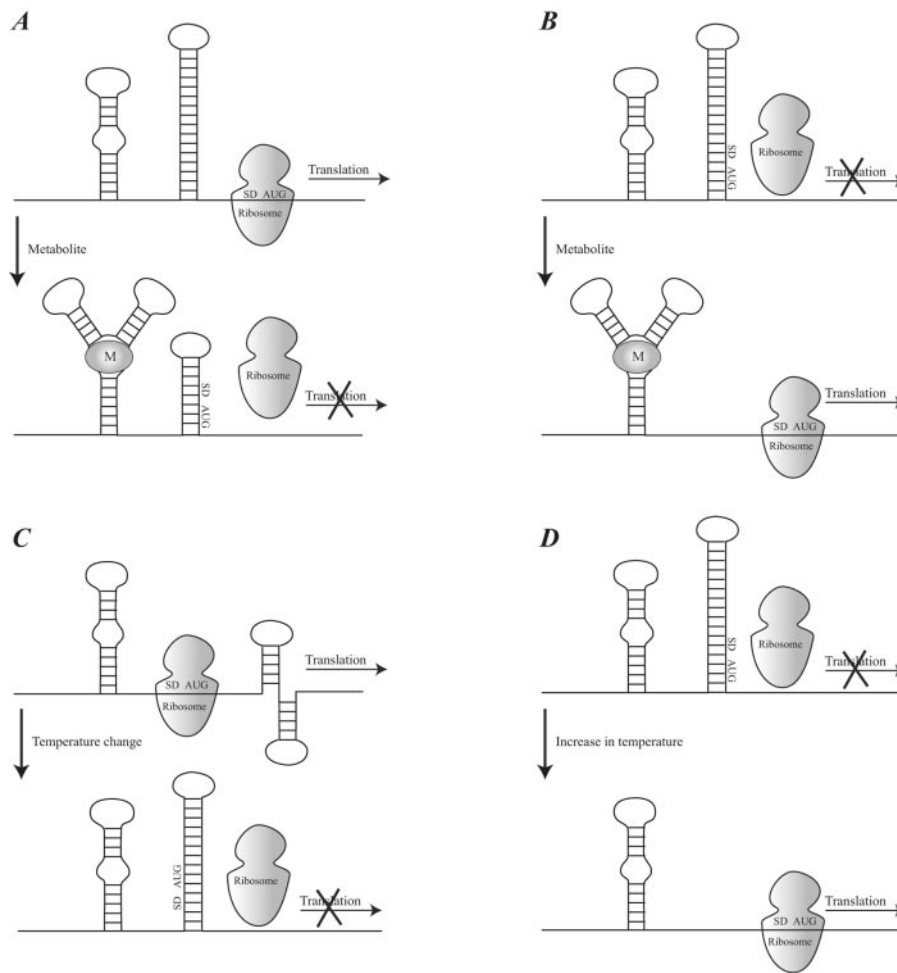 A
Translation
SD AUG
Ribosome
Metabolite
M
SD AUG
Ribosome
Translation
B
SD AUG
Ribosome
Translation
Metabolite
M
Translation
SD AUG
Ribosome
C
Translation
SD AUG
Ribosome
Temperature change
SD AUG
Ribosome
Translation
D
SD AUG
Ribosome
Translation
Increase in temperature
Translation
SD AUG
Ribosome